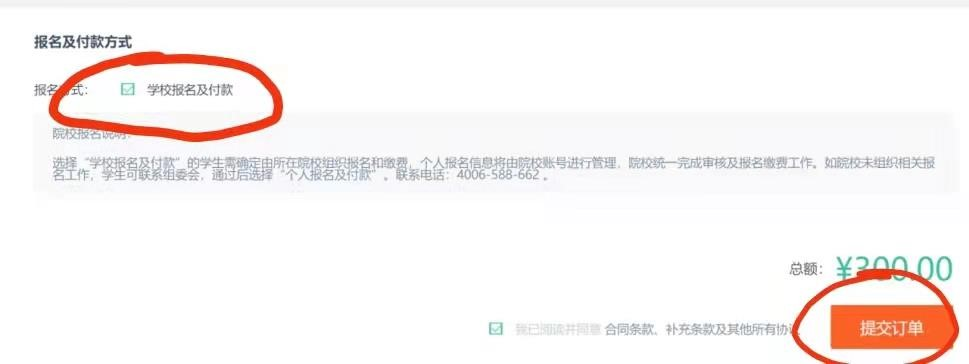 报名及付款方式
报名方式： 学校报名及付款
院校报名说明：
选择“学校报名及付款”的学生需确定由所在院校组织报名和缴费，个人报名信息将由院校账号进行管理，院校统一完成审核及报名缴费工作。如院校未组织相关报
名工作，学生可联系组委会，通过后选择“个人报名及付款”。联系电话：4006-588-662 。
总额： ¥300.00
我已阅读并同意 合同条款、补充条款及其他所有协议 提交订单